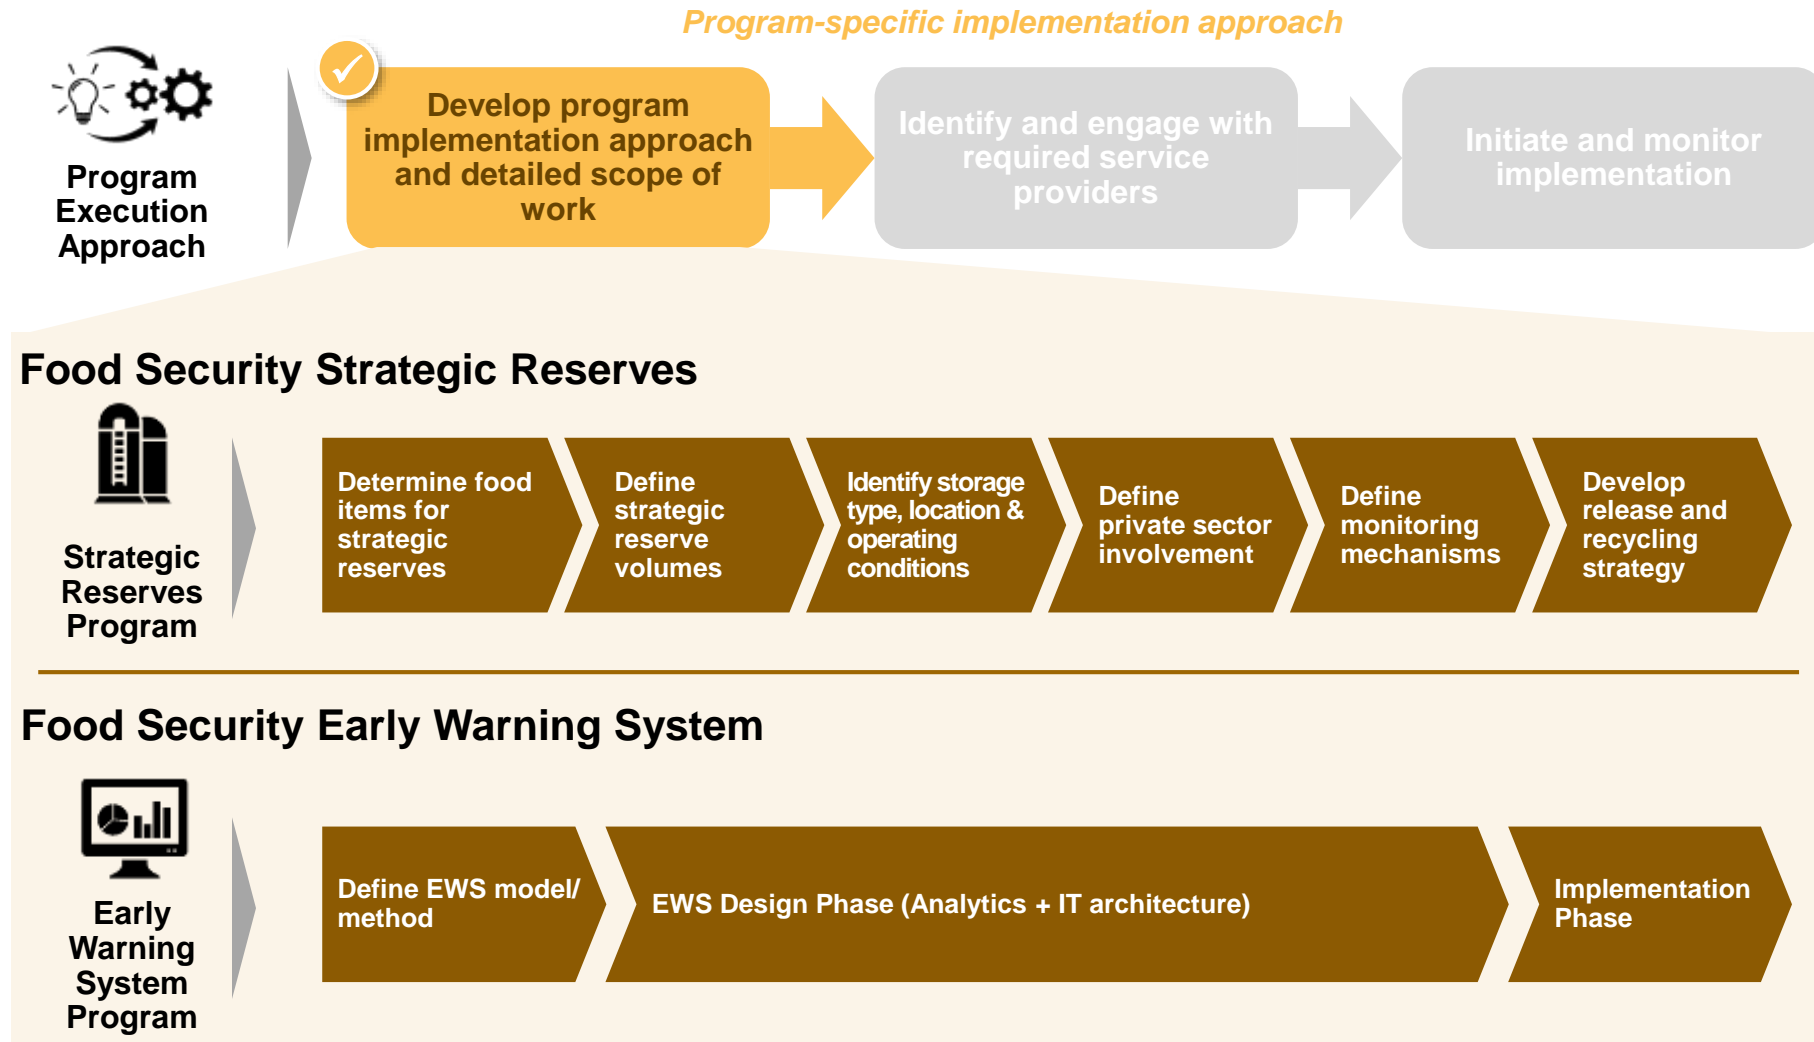 Program-specific implementation approach
Program
Execution
Approach
Develop program
implementation approach
and detailed scope of
work
Identify and engage with
required service
providers
Initiate and monitor
implementation
Food Security Strategic Reserves
Strategic
Reserves
Program
Determine food
items for
strategic
reserves
Define
strategic
reserve
volumes
Identify storage
type, location &
operating
conditions
Define
private sector
involvement
Define
monitoring
mechanisms
Develop
release and
recycling
strategy
Food Security Early Warning System
Early
Warning
System
Program
Define EWS model/
method
EWS Design Phase (Analytics + IT architecture)
Implementation
Phase